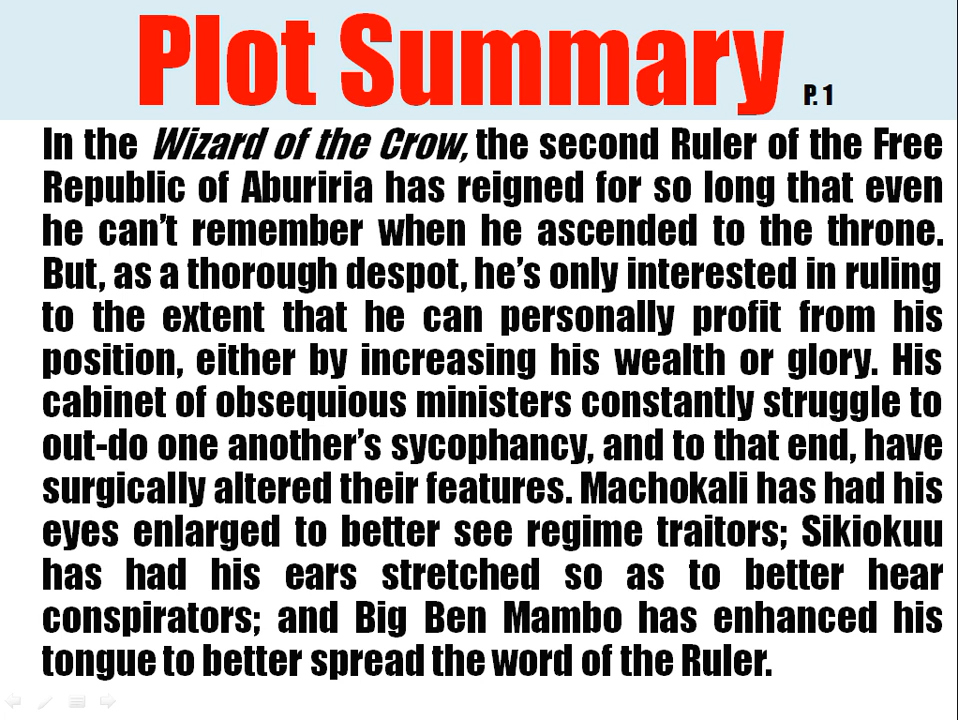 Plot Summary P. 1
In the Wizard of the Crow, the second Ruler of the Free
Republic of Aburiria has reigned for so long that even
he can't remember when he ascended to the throne.
But, as a thorough despot, he's only interested in ruling
to the extent that he can personally profit from his
position, either by increasing his wealth or glory. His
cabinet of obsequious ministers constantly struggle to
out-do one another's sycophancy, and to that end, have
surgically altered their features. Machokali has had his
eyes enlarged to better see regime traitors; Sikiokuu
has had his ears stretched so as to better hear
conspirators; and Big Ben Mambo has enhanced his
tongue to better spread the word of the Ruler.